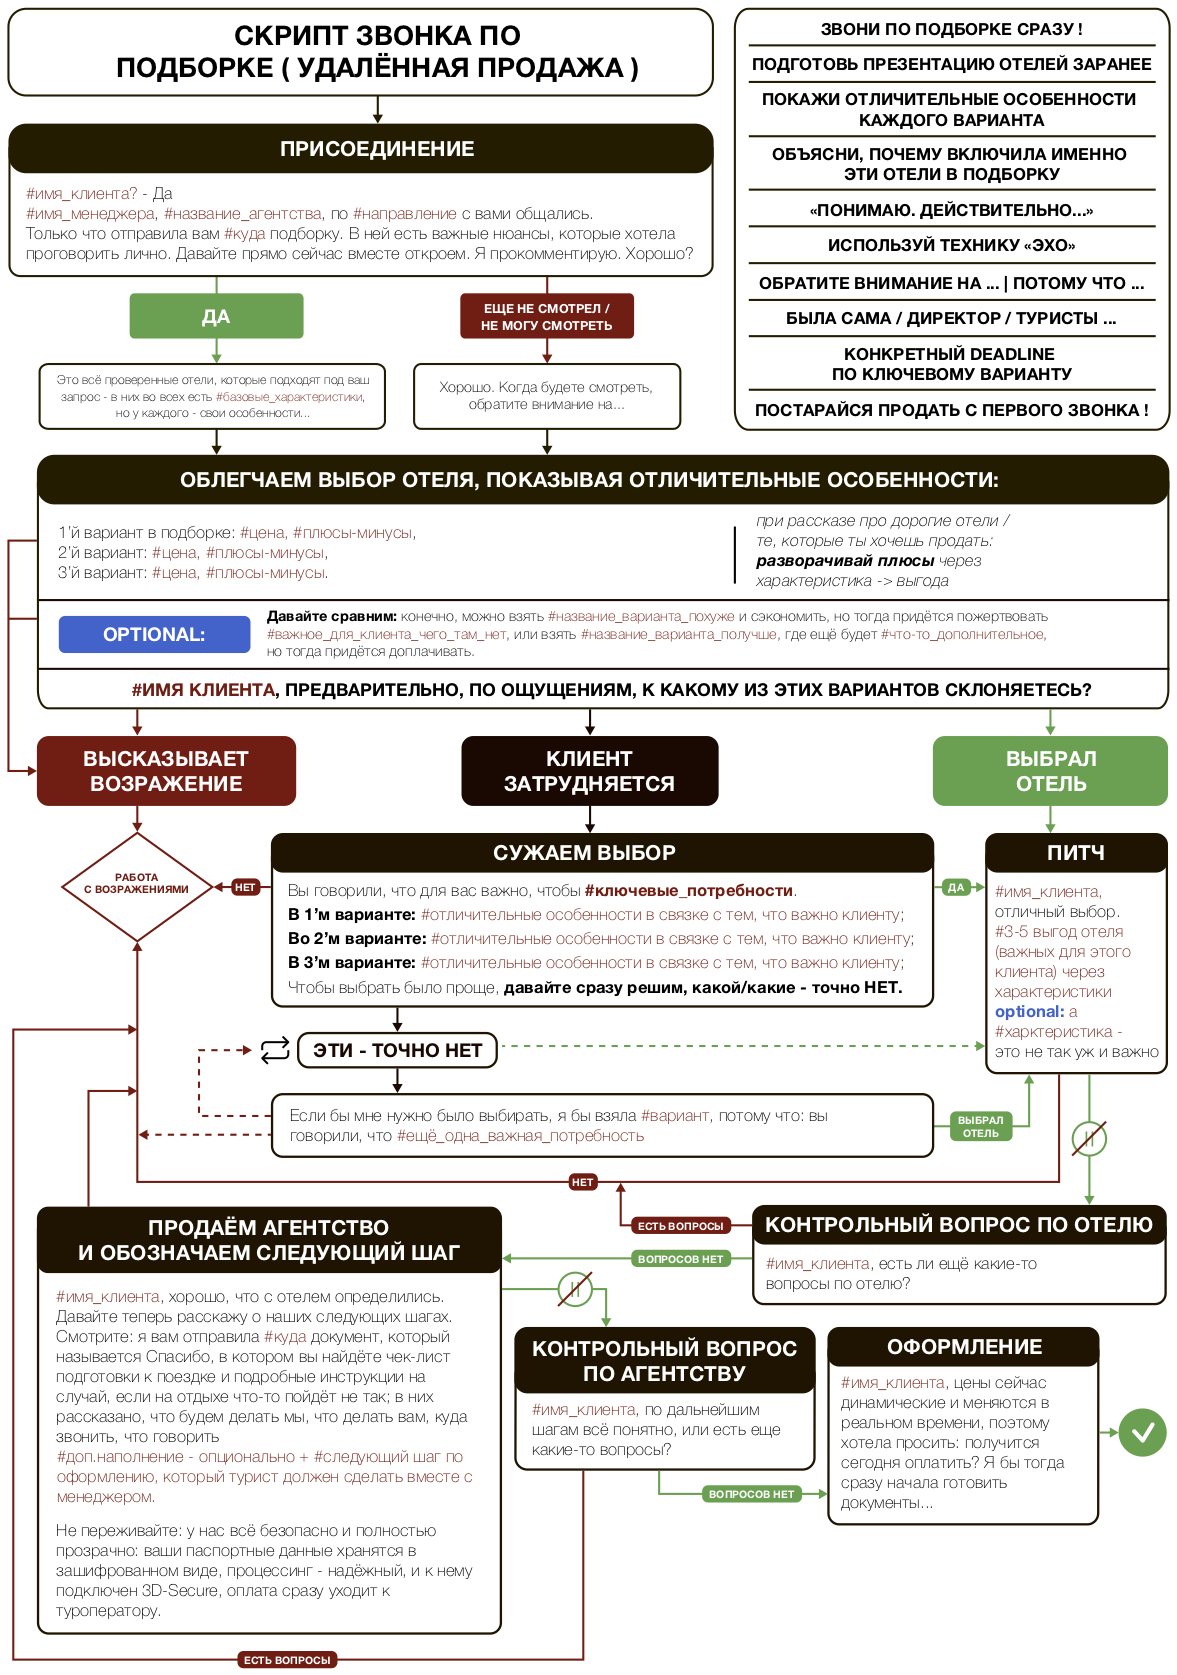 СКРИПТ ЗВОНКА ПО
ПОДБОРКЕ ( УДАЛЁННАЯ ПРОДАЖА )
ЗВОНИ ПО ПОДБОРКЕ СРАЗУ !
ПОДГОТОВЬ ПРЕЗЕНТАЦИЮ ОТЕЛЕЙ ЗАРАНЕЕ
ПОКАЖИ ОТЛИЧИТЕЛЬНЫЕ ОСОБЕННОСТИ
КАЖДОГО ВАРИАНТА
ОБЪЯСНИ, ПОЧЕМУ ВКЛЮЧИЛА ИМЕННО
ЭТИ ОТЕЛИ В ПОДБОРКУ
«ПОНИМАЮ. ДЕЙСТВИТЕЛЬНО...»
ИСПОЛЬЗУЙ ТЕХНИКУ «ЭХО»
ОБРАТИТЕ ВНИМАНИЕ НА ... | ПОТОМУ ЧТО ...
БЫЛА САМА / ДИРЕКТОР / ТУРИСТЫ ...
КОНКРЕТНЫЙ DEADLINE
ПО КЛЮЧЕВОМУ ВАРИАНТУ
ПОСТАРАЙСЯ ПРОДАТЬ С ПЕРВОГО ЗВОНКА !
ПРИСОЕДИНЕНИЕ
#имя_клиента? - Да
#имя_менеджера, #название_агентства, по #направление с вами общались.
Только что отправила вам #куда подборку. В ней есть важные нюансы, которые хотела
проговорить лично. Давайте прямо сейчас вместе откроем. Я прокомментирую. Хорошо?
ДА
ЕЩЕ НЕ СМОТРЕЛ /
НЕ МОГУ СМОТРЕТЬ
Это всё проверенные отели, которые подходят под ваш
запрос - в них во всех есть #базовые_характеристики,
но у каждого - свои особенности...
Хорошо. Когда будете смотреть,
обратите внимание на...
ОБЛЕГЧАЕМ ВЫБОР ОТЕЛЯ, ПОКАЗЫВАЯ ОТЛИЧИТЕЛЬНЫЕ ОСОБЕННОСТИ:
1'й вариант в подборке: #цена, #плюсы-минусы,
2'й вариант: #цена, #плюсы-минусы,
3'й вариант: #цена, #плюсы-минусы.
при рассказе про дорогие отели /
те, которые ты хочешь продать:
разворачивай плюсы через
характеристика -> выгода
OPTIONAL:
Давайте сравним: конечно, можно взять #название_варианта_похуже и сэкономить, но тогда придётся пожертвовать
#важное_для_клиента_чего_там_нет, или взять #название_варианта_получше, где ещё будет #что-то_дополнительное,
но тогда придётся доплачивать.
#ИМЯ КЛИЕНТА, ПРЕДВАРИТЕЛЬНО, ПО ОЩУЩЕНИЯМ, К КАКОМУ ИЗ ЭТИХ ВАРИАНТОВ СКЛОНЯЕТЕСЬ?
ВЫСКАЗЫВАЕТ
ВОЗРАЖЕНИЕ
КЛИЕНТ
ЗАТРУДНЯЕТСЯ
ВЫБРАЛ
ОТЕЛЬ
РАБОТА
С ВОЗРАЖЕНИЯМИ
НЕТ
СУЖАЕМ ВЫБОР
Вы говорили, что для вас важно, чтобы #ключевые_потребности.
В 1'м варианте: #отличительные особенности в связке с тем, что важно клиенту;
Во 2'м варианте: #отличительные особенности в связке с тем, что важно клиенту;
В 3'м варианте: #отличительные особенности в связке с тем, что важно клиенту;
Чтобы выбрать было проще, давайте сразу решим, какой/какие - точно НЕТ.
ДА
ПИТЧ
#имя_клиента,
отличный выбор.
#3-5 выгод отеля
(важных для этого
клиента) через
характеристики
optional: а
#харктеристика -
это не так уж и важно
ЭТИ - ТОЧНО НЕТ
Если бы мне нужно было выбирать, я бы взяла #вариант, потому что: вы
говорили, что #ещё_одна_важная_потребность
ВЫБРАЛ
ОТЕЛЬ
НЕТ
ЕСТЬ ВОПРОСЫ
ВОПРОСОВ НЕТ
КОНТРОЛЬНЫЙ ВОПРОС ПО ОТЕЛЮ
#имя_клиента, есть ли ещё какие-то
вопросы по отелю?
ПРОДАЁМ АГЕНТСТВО
И ОБОЗНАЧАЕМ СЛЕДУЮЩИЙ ШАГ
#имя_клиента, хорошо, что с отелем определились.
Давайте теперь расскажу о наших следующих шагах.
Смотрите: я вам отправила #куда документ, который
называется Спасибо, в котором вы найдёте чек-лист
подготовки к поездке и подробные инструкции на
случай, если на отдыхе что-то пойдёт не так; в них
рассказано, что будем делать мы, что делать вам, куда
звонить, что говорить
#доп.наполнение - опционально + #следующий шаг по
оформлению, который турист должен сделать вместе с
менеджером.
Не переживайте: у нас всё безопасно и полностью
прозрачно: ваши паспортные данные хранятся в
зашифрованном виде, процессинг - надёжный, и к нему
подключен 3D-Secure, оплата сразу уходит к
туроператору.
КОНТРОЛЬНЫЙ ВОПРОС
ПО АГЕНТСТВУ
#имя_клиента, по дальнейшим
шагам всё понятно, или есть еще
какие-то вопросы?
ВОПРОСОВ НЕТ
ОФОРМЛЕНИЕ
#имя_клиента, цены сейчас
динамические и меняются в
реальном времени, поэтому
хотела просить: получится
сегодня оплатить? Я бы тогда
сразу начала готовить
документы...
ЕСТЬ ВОПРОСЫ